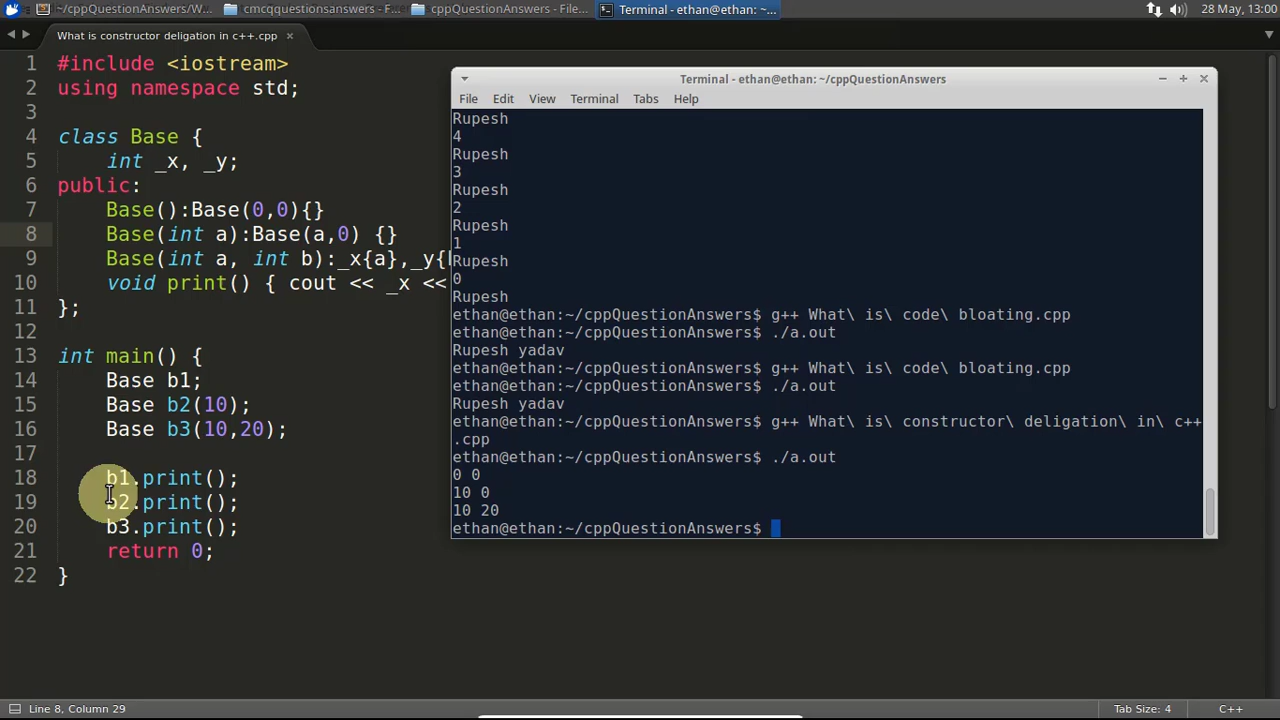 ~/cppQuestionAnswers/W... cmcqquestionsanswers - F... cppQuestionAnswers - File... Terminal - ethan@ethan: ~... 28 May, 13:00
What is constructor deligation in c++.cpp ×
1 #include <iostream>
2 using namespace std;
3
4 class Base {
5 int _x, _y;
6 public:
7 Base():Base(0,0){}
8 Base(int a):Base(a,0) {}
9 Base(int a, int b):_x{a},_y{
10 void print() { cout << _x <<
11 };
12
13 int main() {
14 Base b1;
15 Base b2(10);
16 Base b3(10,20);
17
18 b1.print();
19 b2.print();
20 b3.print();
21 return 0;
22 }
Terminal - ethan@ethan: ~/cppQuestionAnswers
File Edit View Terminal Tabs Help
Rupesh
4
Rupesh
3
Rupesh
2
Rupesh
1
Rupesh
0
Rupesh
ethan@ethan:~/cppQuestionAnswers$ g++ What\ is\ code\ bloating.cpp
ethan@ethan:~/cppQuestionAnswers$ ./a.out
Rupesh yadav
ethan@ethan:~/cppQuestionAnswers$ g++ What\ is\ code\ bloating.cpp
ethan@ethan:~/cppQuestionAnswers$ ./a.out
Rupesh yadav
ethan@ethan:~/cppQuestionAnswers$ g++ What\ is\ constructor\ deligation\ in\ c++
.cpp
ethan@ethan:~/cppQuestionAnswers$ ./a.out
0 0
10 0
10 20
ethan@ethan:~/cppQuestionAnswers$
Line 8, Column 29 Tab Size: 4 C++